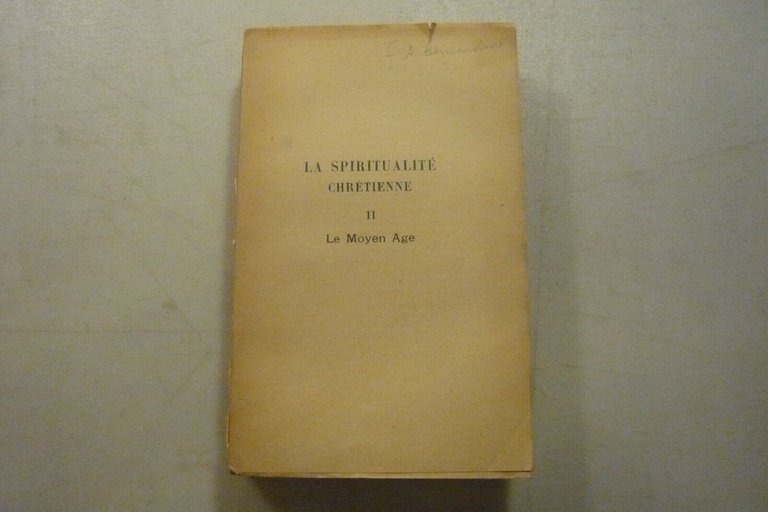 LA SPIRITUALITÉ
CHRÉTIENNE
II
Le Moyen Age